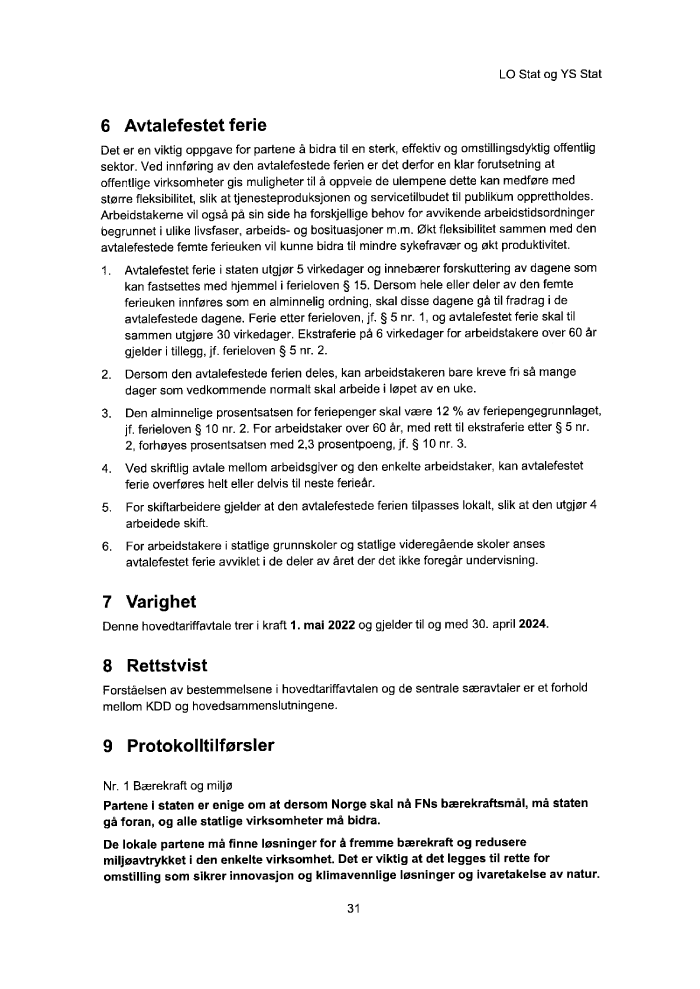 LO Stat og YS Stat
6 Avtalefestet ferie
Det er en viktig oppgave for partene å bidra til en sterk, effektiv og omstillingsdyktig offentlig
sektor. Ved innføring av den avtalefestede ferien er det derfor en klar forutsetning at
offentlige virksomheter gis muligheter til å oppveie de ulempene dette kan medføre med
større fleksibilitet, slik at tjenesteproduksjonen og servicetilbudet til publikum opprettholdes.
Arbeidstakerne vil også på sin side ha forskjellige behov for avvikende arbeidstidsordninger
begrunnet i ulike livsfaser, arbeids- og bosituasjoner m.m. Økt fleksibilitet sammen med den
avtalefestede femte ferieuken vil kunne bidra til mindre sykefravær og økt produktivitet.
1. Avtalefestet ferie i staten utgjør 5 virkedager og innebærer forskuttering av dagene som
kan fastsettes med hjemmel i ferieloven § 15. Dersom hele eller deler av den femte
ferieuken innføres som en alminnelig ordning, skal disse dagene gå til fradrag i de
avtalefestede dagene. Ferie etter ferieloven, jf. § 5 nr. 1, og avtalefestet ferie skal til
sammen utgjøre 30 virkedager. Ekstraferie på 6 virkedager for arbeidstakere over 60 år
gjelder i tillegg, jf. ferieloven § 5 nr. 2.
2. Dersom den avtalefestede ferien deles, kan arbeidstakeren bare kreve fri så mange
dager som vedkommende normalt skal arbeide i løpet av en uke.
3. Den alminnelige prosentsatsen for feriepenger skal være 12 % av feriepengegrunnlaget,
jf. ferieloven § 10 nr. 2. For arbeidstaker over 60 år, med rett til ekstraferie etter § 5 nr.
2, forhøyes prosentsatsen med 2,3 prosentpoeng, jf. § 10 nr. 3.
4. Ved skriftlig avtale mellom arbeidsgiver og den enkelte arbeidstaker, kan avtalefestet
ferie overføres helt eller delvis til neste ferieår.
5. For skiftarbeidere gjelder at den avtalefestede ferien tilpasses lokalt, slik at den utgjør 4
arbeidede skift.
6. For arbeidstakere i statlige grunnskoler og statlige videregående skoler anses
avtalefestet ferie avviklet i de deler av året der det ikke foregår undervisning.
7 Varighet
Denne hovedtariffavtale trer i kraft 1. mai 2022 og gjelder til og med 30. april 2024.
8 Rettstvist
Forståelsen av bestemmelsene i hovedtariffavtalen og de sentrale særavtaler er et forhold
mellom KDD og hovedsammenslutningene.
9 Protokolltilførsler
Nr. 1 Bærekraft og miljø
Partene i staten er enige om at dersom Norge skal nå FNs bærekraftsmål, må staten
gå foran, og alle statlige virksomheter må bidra.
De lokale partene må finne løsninger for å fremme bærekraft og redusere
miljøavtrykket i den enkelte virksomhet. Det er viktig at det legges til rette for
omstilling som sikrer innovasjon og klimavennlige løsninger og ivaretakelse av natur.
31